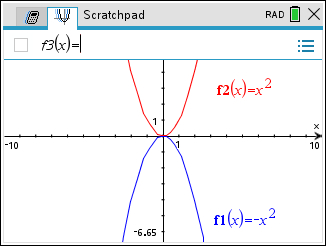 Scratchpad RAD
f3(x)=
f2(x)=x²
1
x
-10 1 10
f1(x)=-x²
-6.65